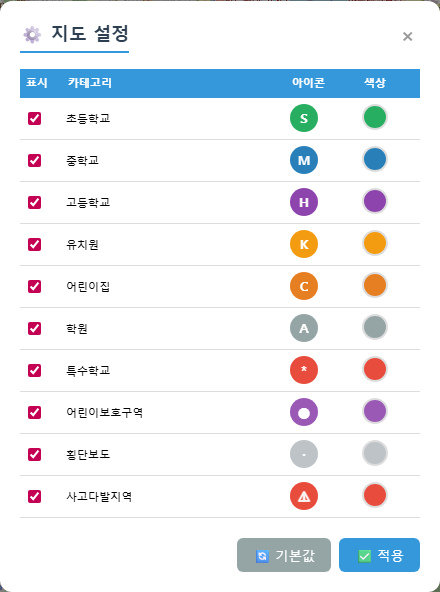 지도 설정 ×
표시 카테고리 아이콘 색상
초등학교 S
중학교 M
고등학교 H
유치원 K
어린이집 C
학원 A
특수학교 *
어린이보호구역 ●
횡단보도 ·
사고다발지역 ⚠
기본값 적용